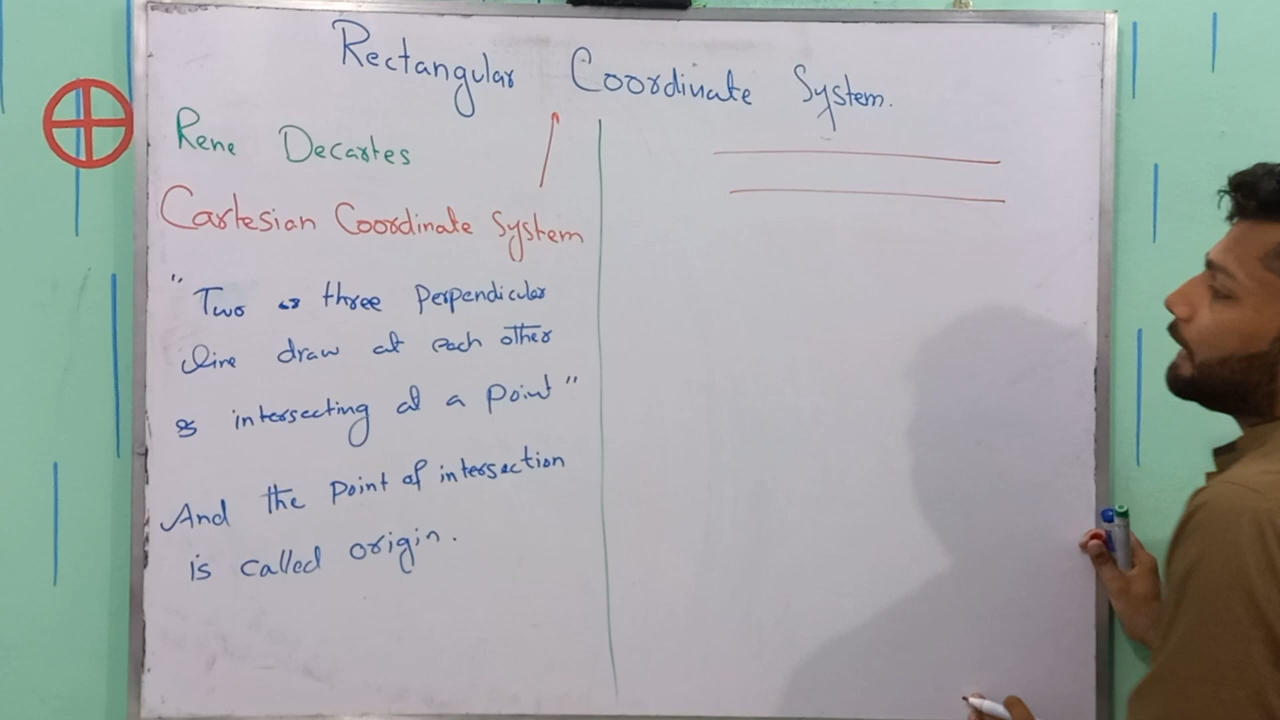 Rectangular Coordinate System.
Rene Decartes
Cartesian Coordinate System
"Two or three perpendicular
line draw at each other
& intersecting at a point"
And the point of intersection
is called origin.